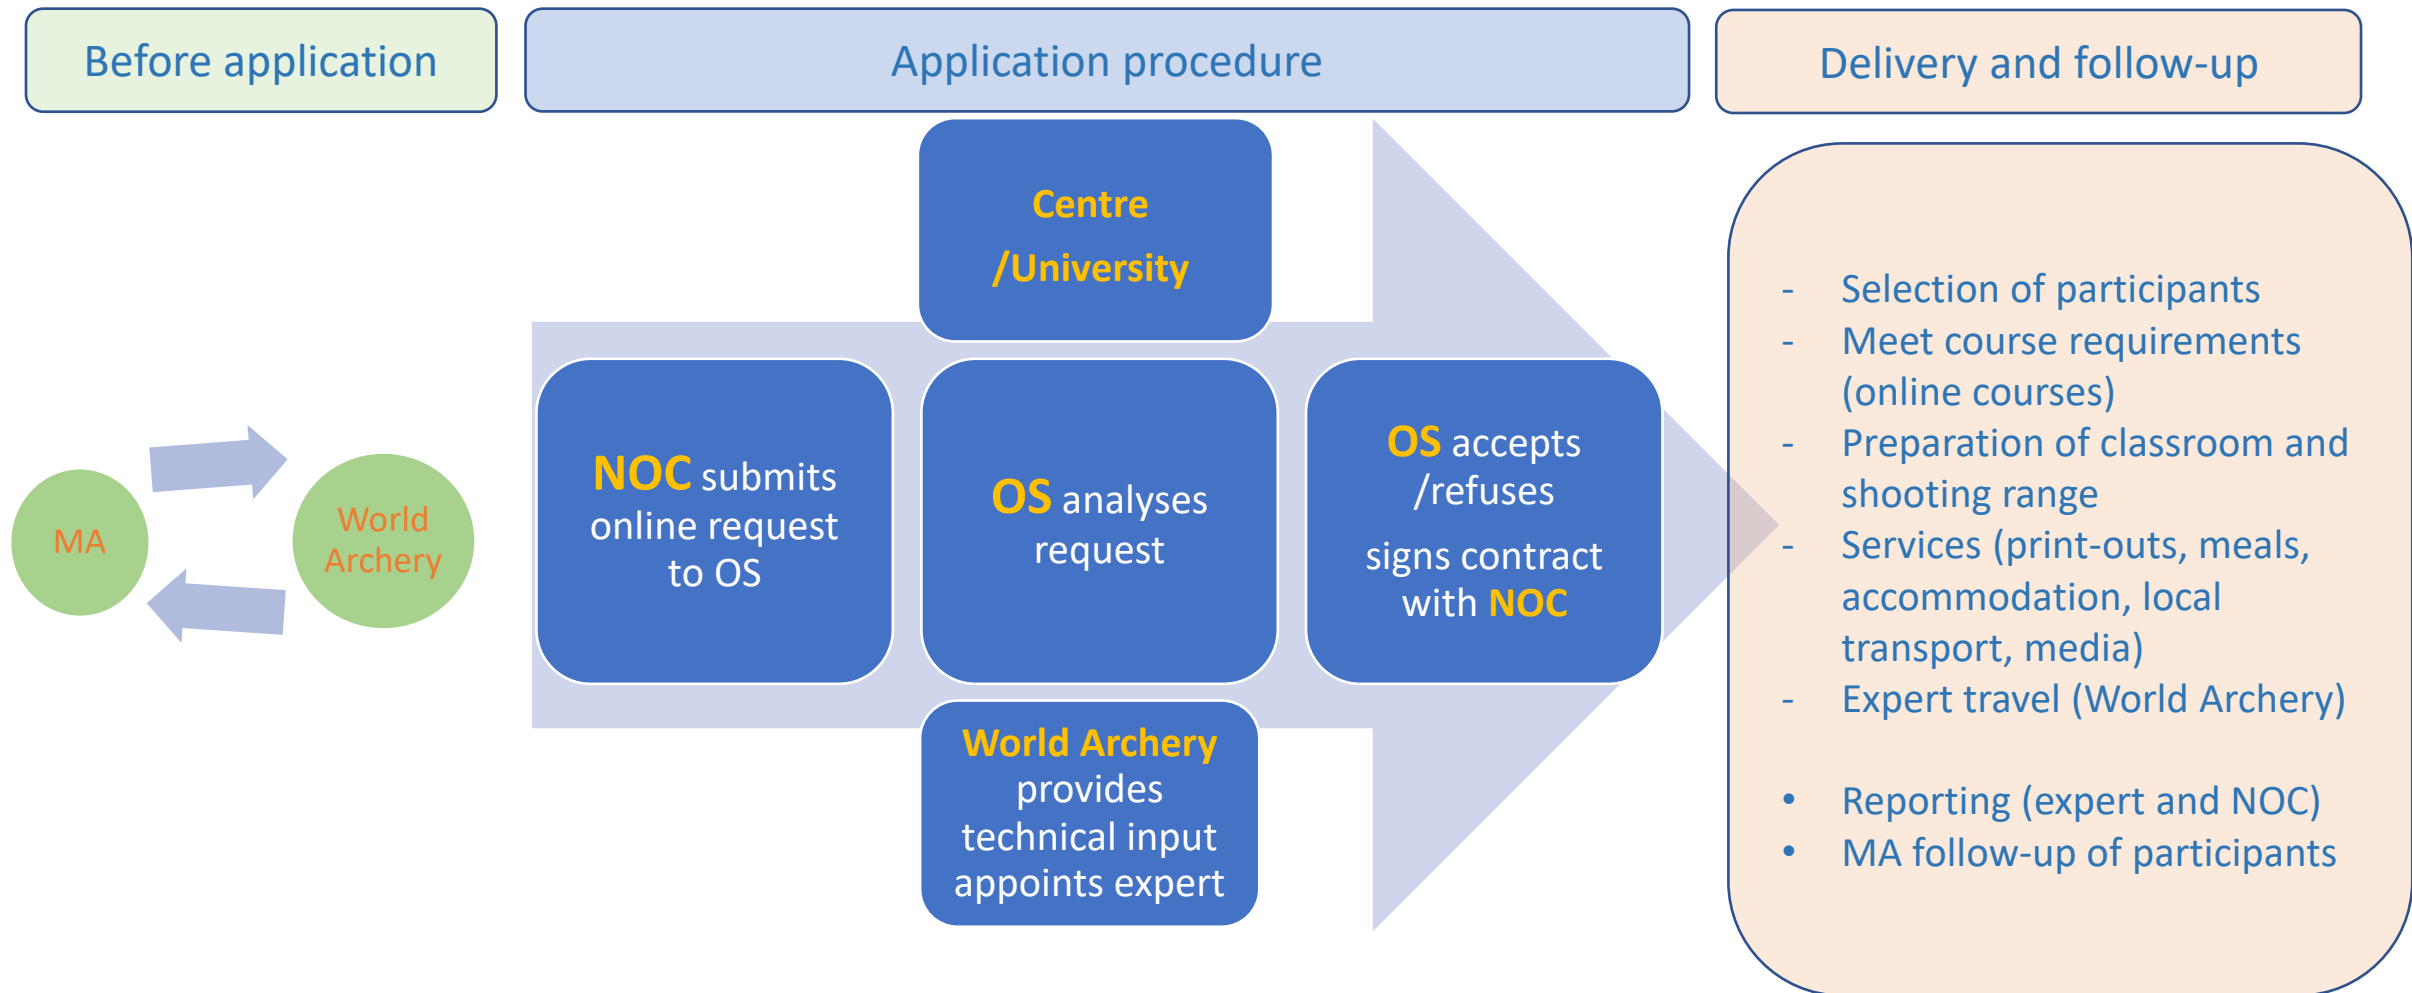 Before application
Application procedure
Delivery and follow-up
MA
World
Archery
Centre
/University
NOC submits
online request
to OS
OS analyses
request
OS accepts
/refuses
signs contract
with NOC
World Archery
provides
technical input
appoints expert
- Selection of participants
- Meet course requirements
(online courses)
- Preparation of classroom and
shooting range
- Services (print-outs, meals,
accommodation, local
transport, media)
- Expert travel (World Archery)
• Reporting (expert and NOC)
• MA follow-up of participants